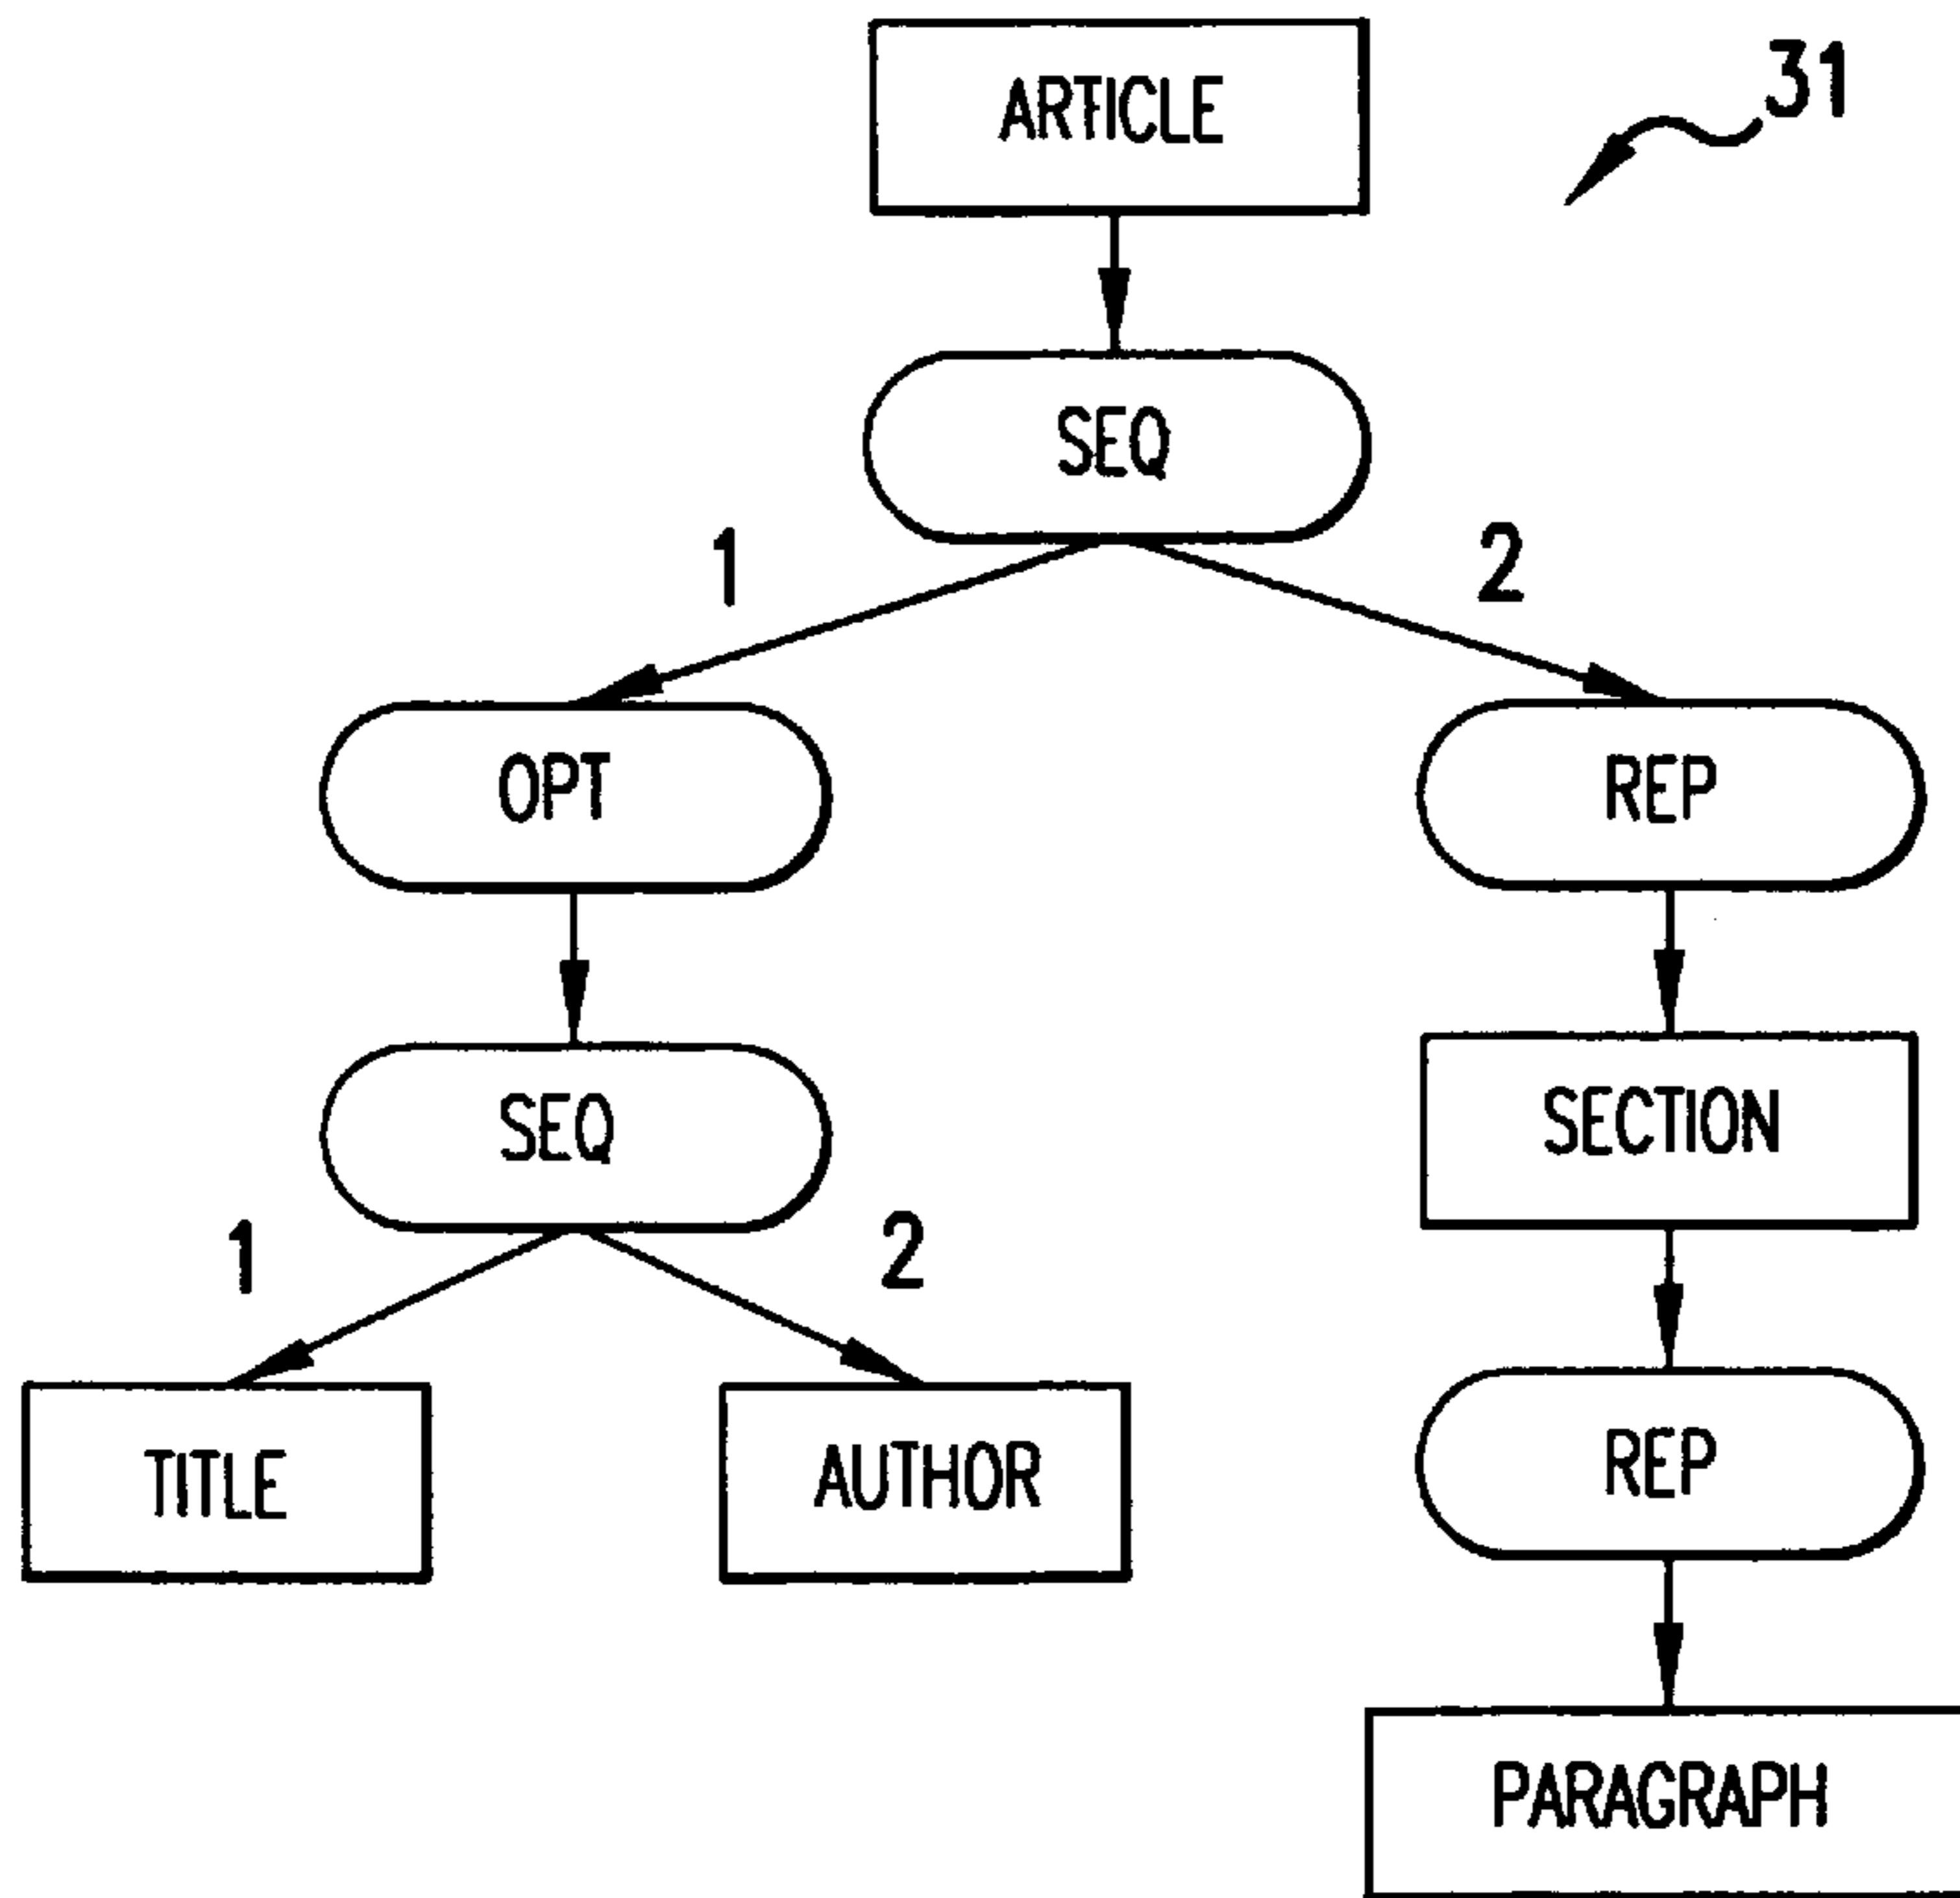 ARTICLE
31
SEQ
1
2
OPT
REP
SEQ
SECTION
1
2
TITLE
AUTHOR
REP
PARAGRAPH